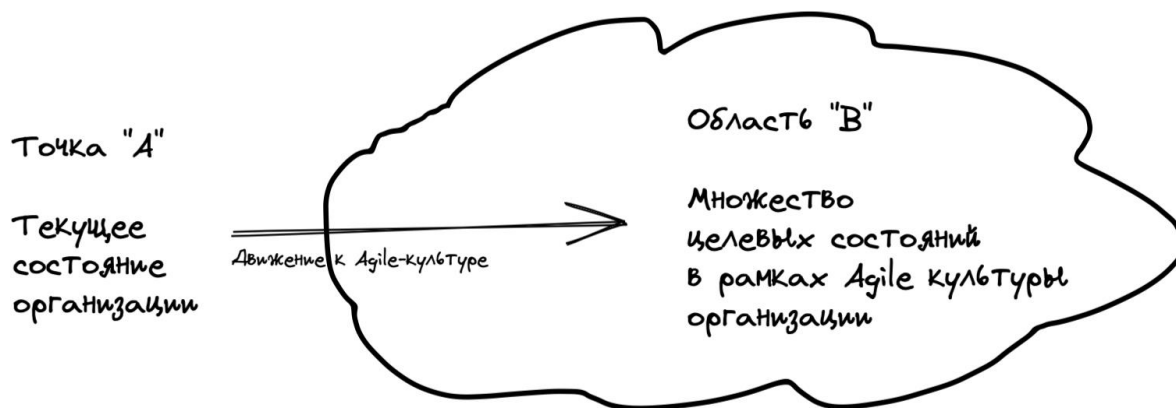 Точка "А"
Текущее
состояние
организации
Движение к Agile-культуре
Область "В"
Множество
целевых состояний
в рамках Agile культуры
организации